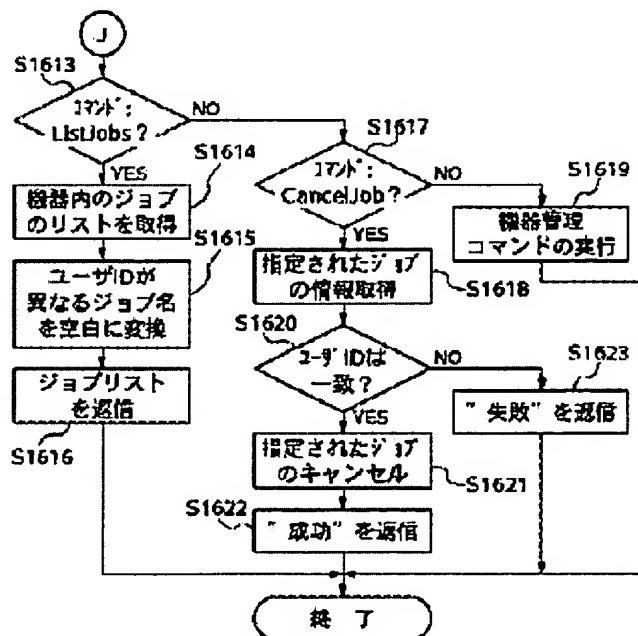 J
S1613
コマンド:
ListJobs?
NO
YES
S1614
機器内のジョブ
のリストを取得
S1615
ユーザIDが
異なるジョブ名
を空白に変換
ジョブリスト
を返信
S1616
S1617
コマンド:
CancelJob?
NO
YES
S1619
機器管理
コマンドの実行
指定されたジョブ
の情報取得
S1618
S1620
ユーザIDは
一致?
NO
YES
S1623
"失敗"を返信
指定されたジョブ
のキャンセル
S1621
S1622
"成功"を返信
終了